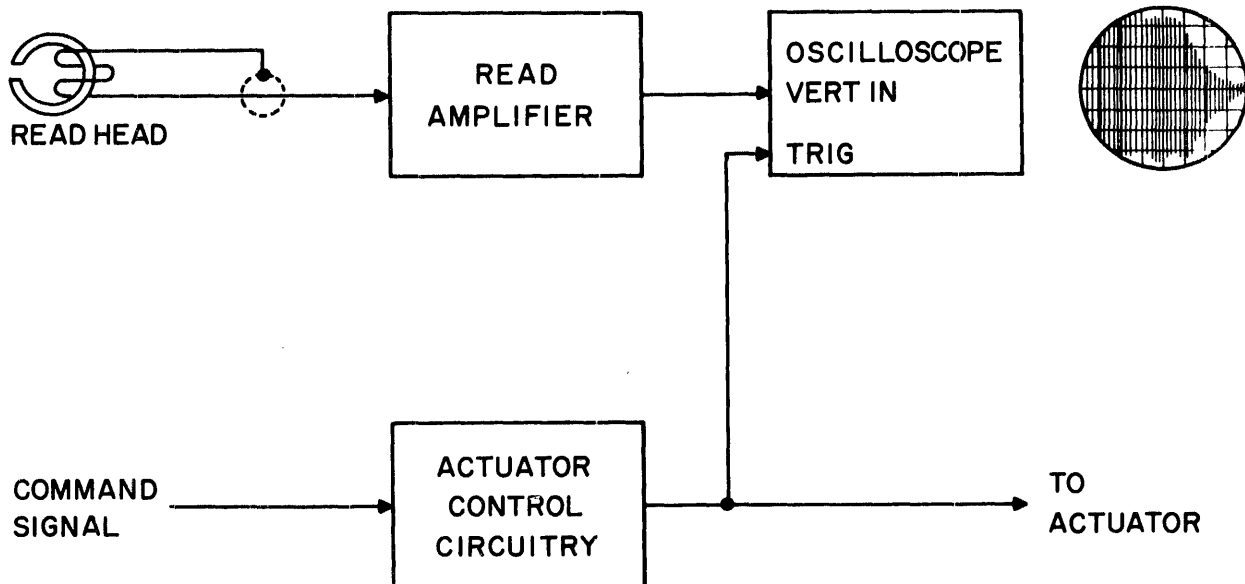 READ HEAD
READ
AMPLIFIER
OSCILLOSCOPE
VERT IN
TRIG
COMMAND
SIGNAL
ACTUATOR
CONTROL
CIRCUITRY
TO
ACTUATOR